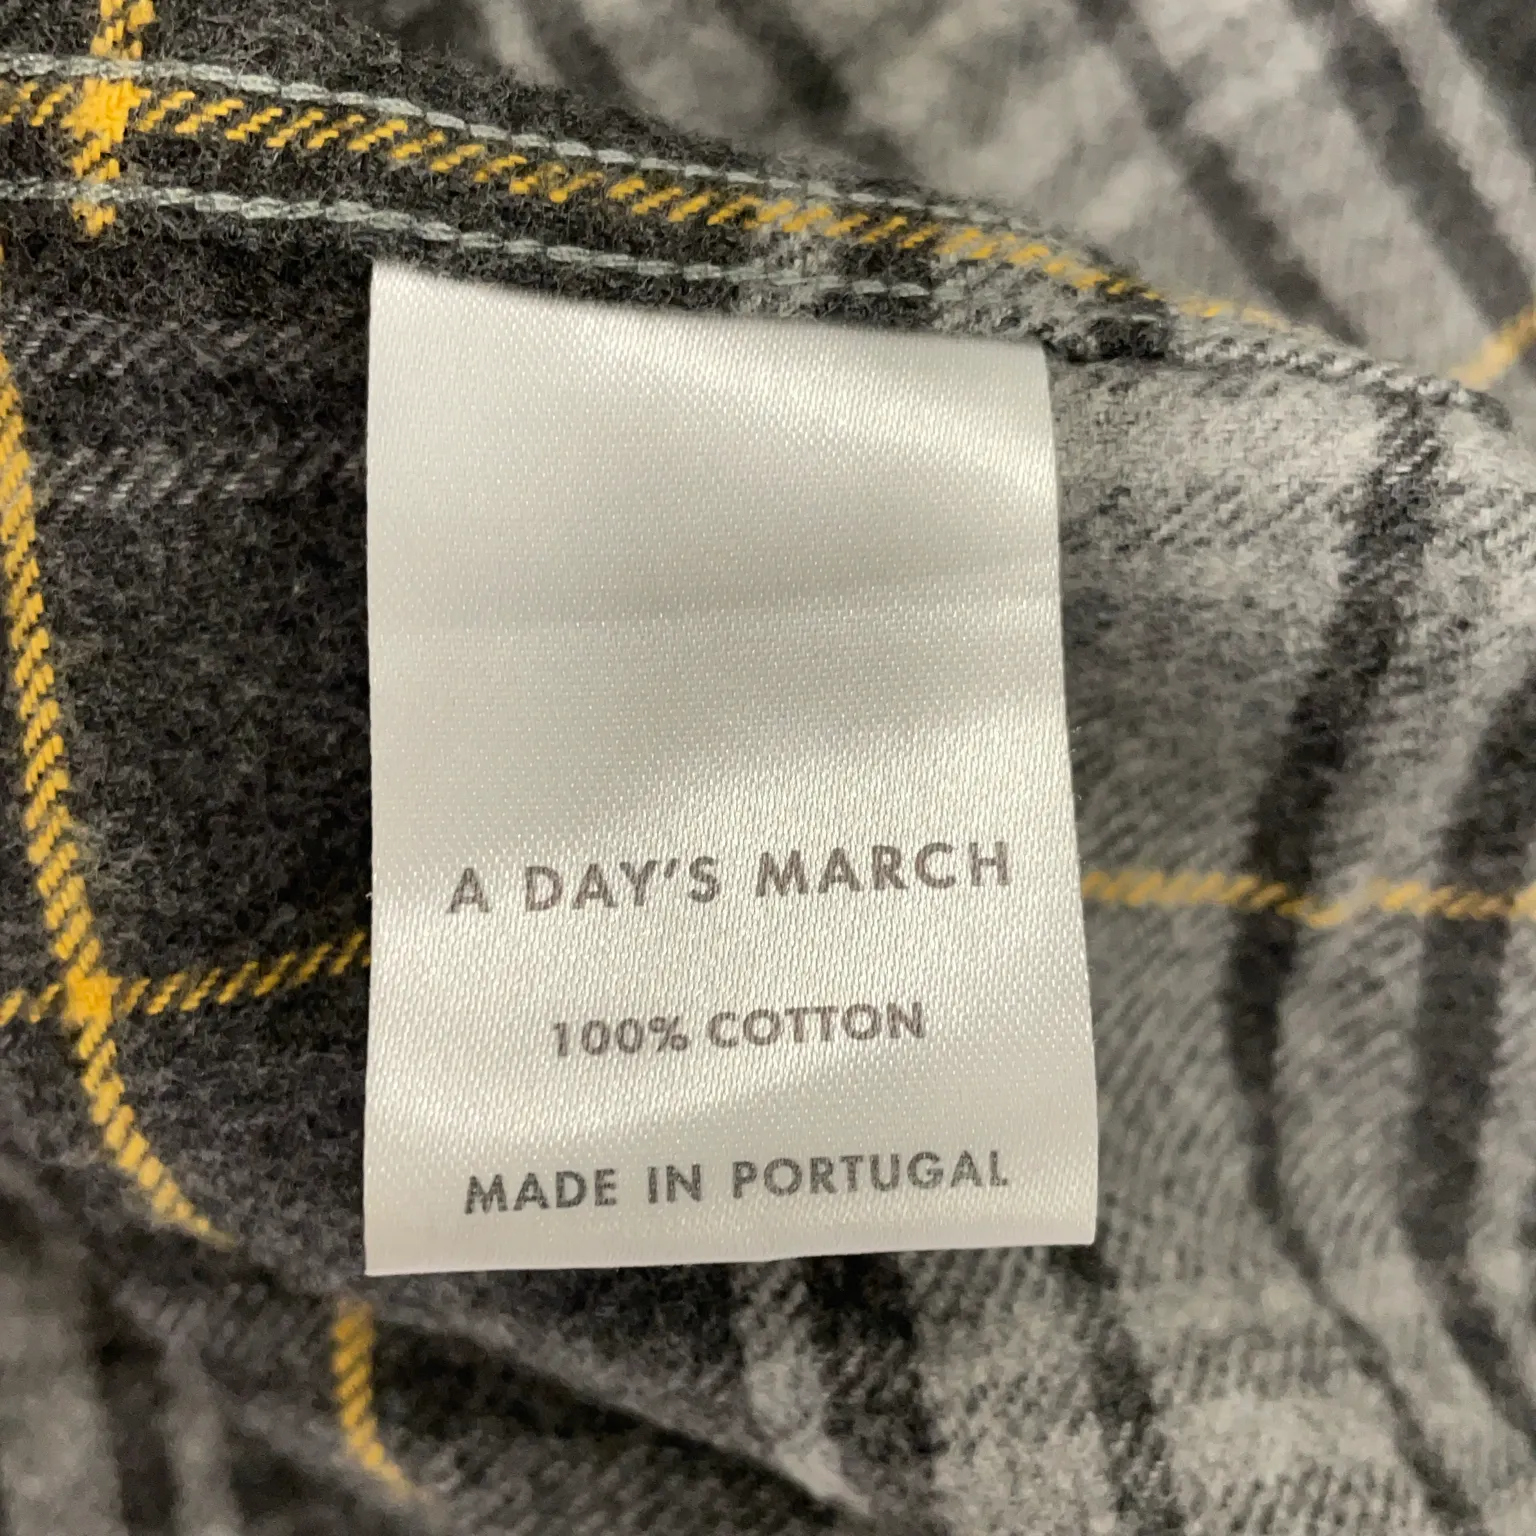 A DAY'S MARCH
100% COTTON
MADE IN PORTUGAL